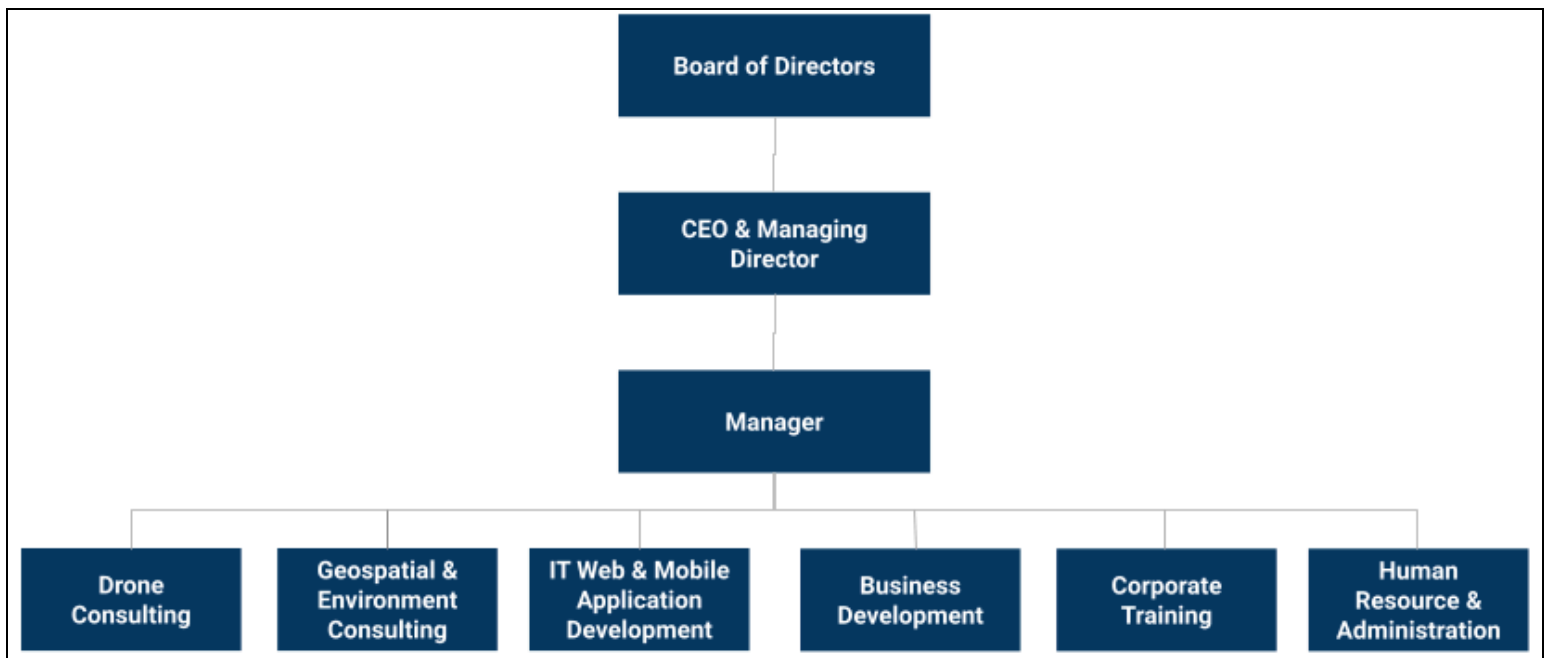 Board of Directors
CEO & Managing
Director
Manager
Drone
Consulting
Geospatial &
Environment
Consulting
IT Web & Mobile
Application
Development
Business
Development
Corporate
Training
Human
Resource &
Administration